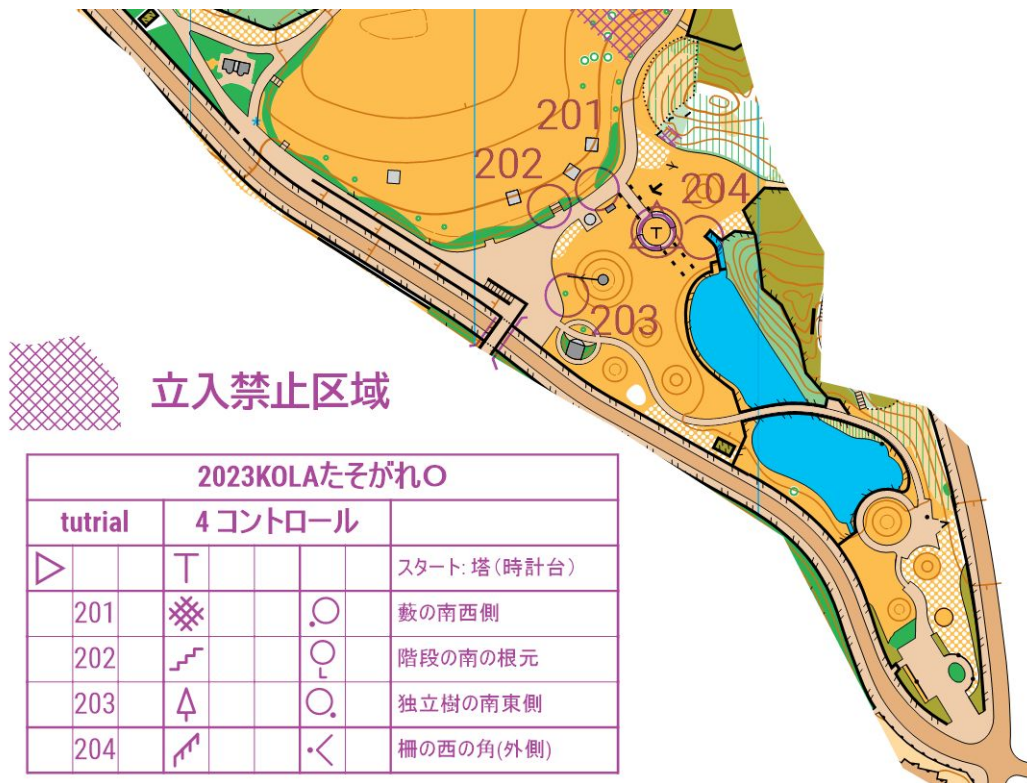 201
202
204
203
立入禁止区域
2023KOLAたそがれO
tutrial 4 コントロール
スタート: 塔(時計台)
201 藪の南西側
202 階段の南の根元
203 独立樹の南東側
204 柵の西の角(外側)